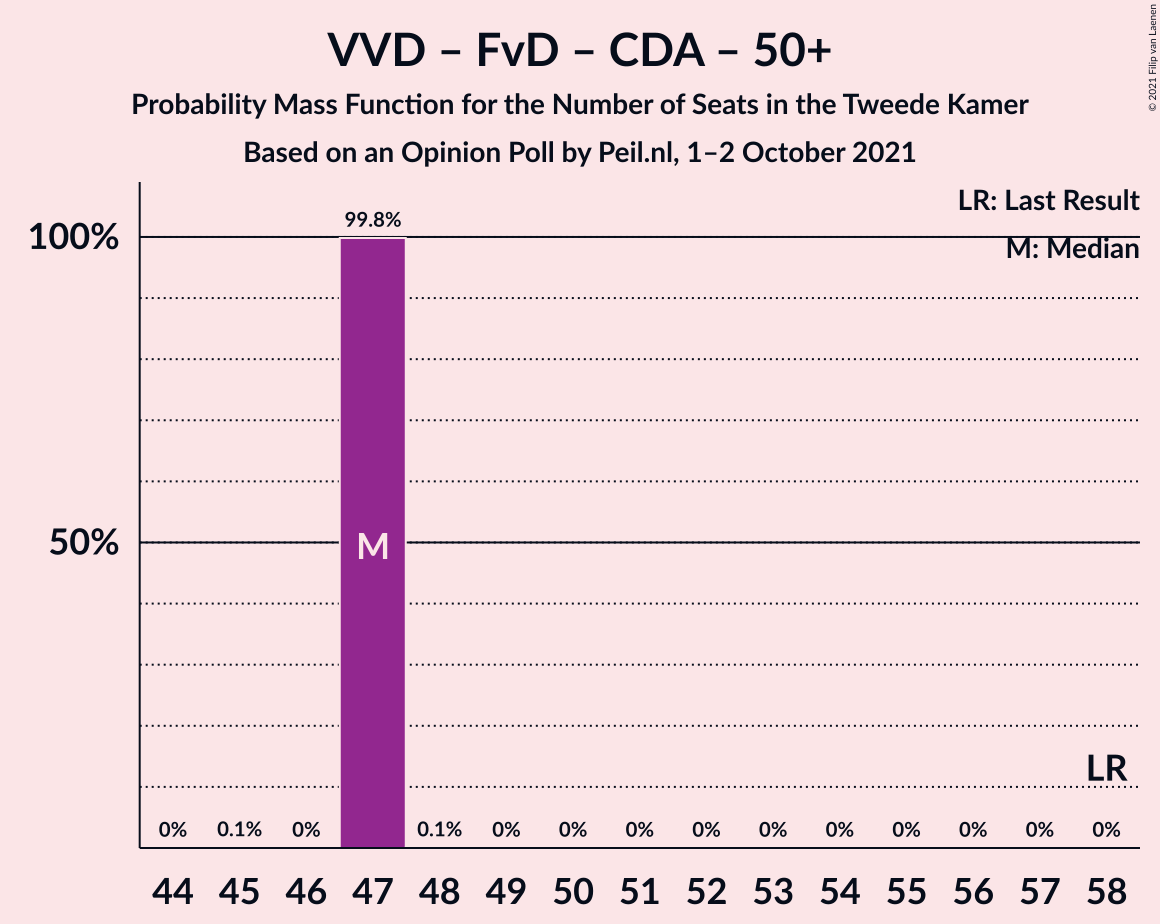 VVD – FvD – CDA – 50+
Probability Mass Function for the Number of Seats in the Tweede Kamer
Based on an Opinion Poll by Peil.nl, 1–2 October 2021
© 2021 Filip van Laenen
LR: Last Result
M: Median
100%
50%
99.8%
M
LR
0% 0.1% 0% 0.1% 0% 0% 0% 0% 0% 0% 0% 0% 0% 0%
44 45 46 47 48 49 50 51 52 53 54 55 56 57 58